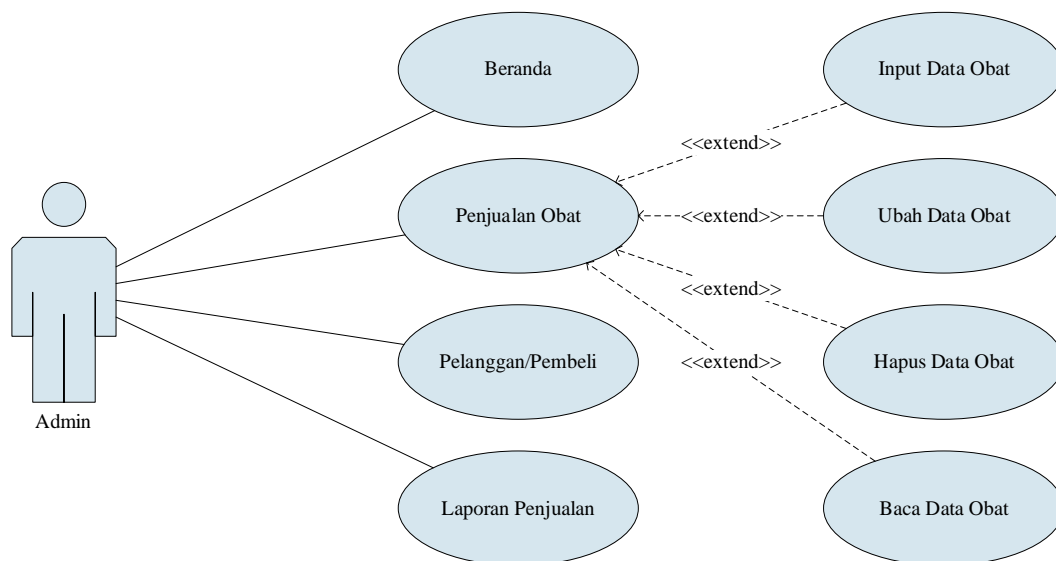 Beranda
Input Data Obat
<<extend>>
Penjualan Obat
<<extend>>
Ubah Data Obat
<<extend>>
Pelanggan/Pembeli
<<extend>>
Hapus Data Obat
Admin
Laporan Penjualan
Baca Data Obat